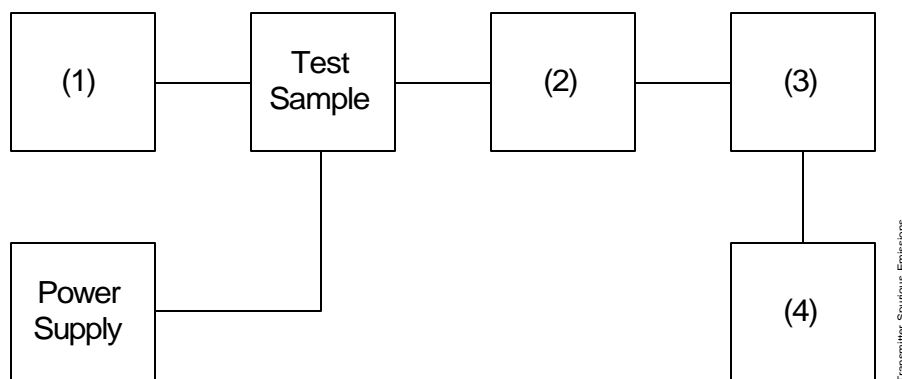 (1)
Test
Sample
(2)
(3)
Power
Supply
(4)
Transmitter Spurious Emissions